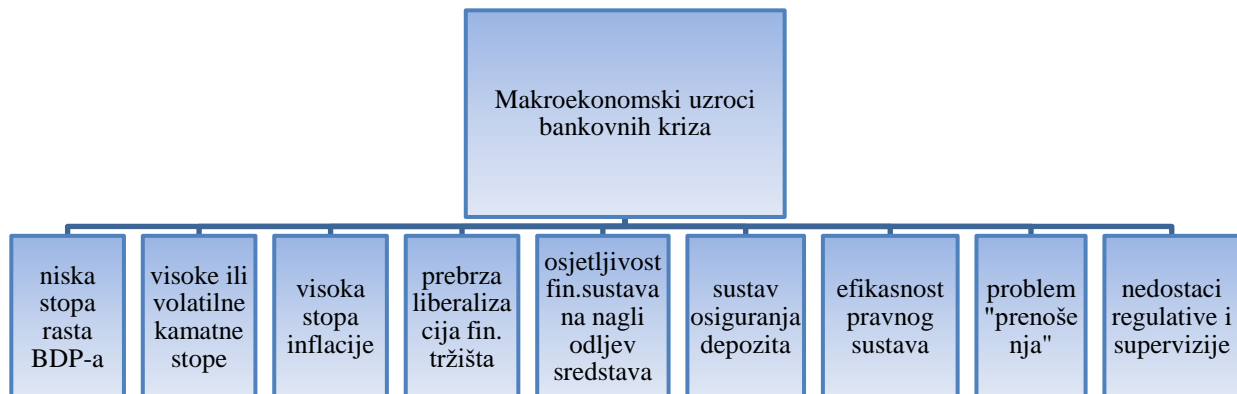 Makroekonomski uzroci
bankovnih kriza
niska
stopa
rasta
BDP-a
visoke ili
volatilne
kamatne
stope
visoka
stopa
inflacije
prebrza
liberaliza
cija fin.
tržišta
osjetljivost
fin.sustava
na nagli
odljev
sredstava
sustav
osiguranja
depozita
efikasnost
pravnog
sustava
problem
"prenoše
nja"
nedostaci
regulative i
supervizije